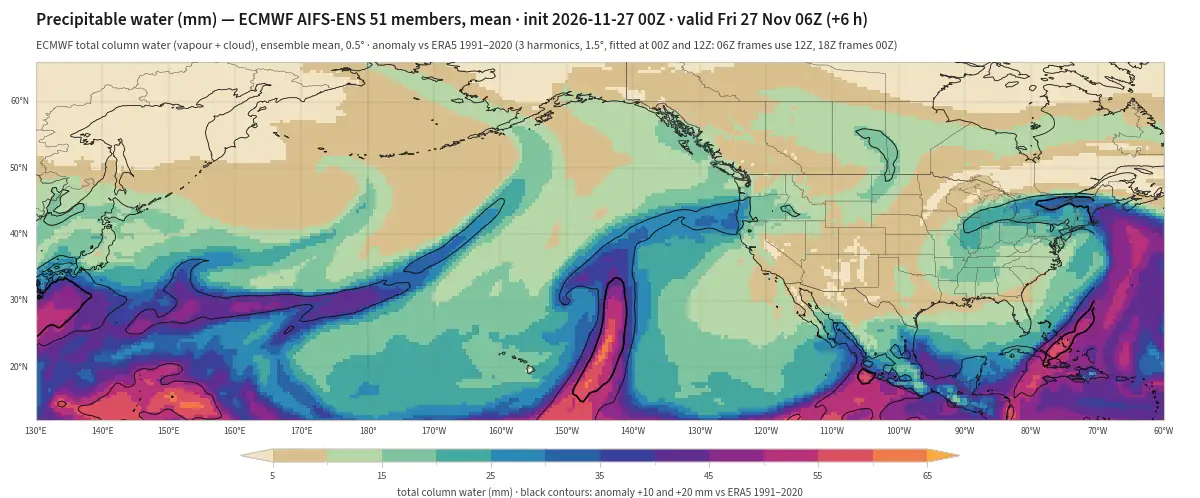 Precipitable water (mm) — ECMWF AIFS-ENS 51 members, mean · init 2026-11-27 00Z · valid Fri 27 Nov 06Z (+6 h)
ECMWF total column water (vapour + cloud), ensemble mean, 0.5° · anomaly vs ERA5 1991–2020 (3 harmonics, 1.5°, fitted at 00Z and 12Z: 06Z frames use 12Z, 18Z frames 00Z)
60°N
50°N
40°N
30°N
20°N
130°E 140°E 150°E 160°E 170°E 180° 170°W 160°W 150°W 140°W 130°W 120°W 110°W 100°W 90°W 80°W 70°W 60°W
5 15 25 35 45 55 65
total column water (mm) · black contours: anomaly +10 and +20 mm vs ERA5 1991–2020